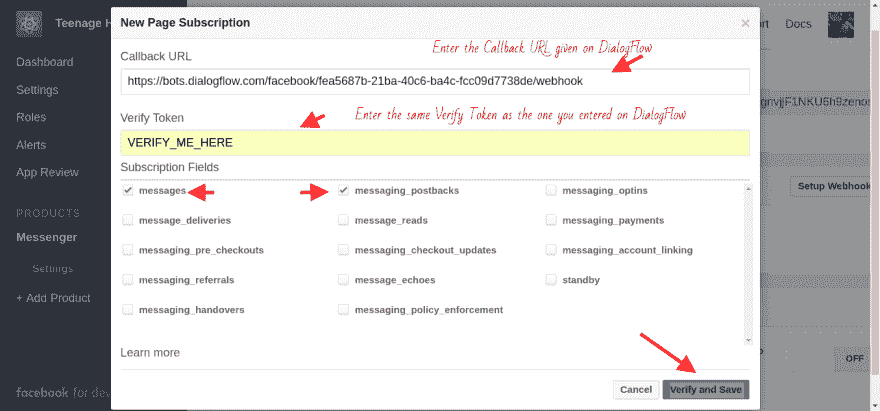 Teenage H
Dashboard
Settings
Roles
Alerts
App Review
PRODUCTS
Messenger
Settings
+ Add Product
facebook for dev
New Page Subscription
×
Callback URL
Enter the Callback URL given on DialogFlow
https://bots.dialogflow.com/facebook/fea5687b-21ba-40c6-ba4c-fcc09d7738de/webhook
Verify Token
Enter the same Verify Token as the one you entered on DialogFlow
VERIFY_ME_HERE
Subscription Fields
messages messaging_postbacks messaging_optins
message_deliveries message_reads messaging_payments
messaging_pre_checkouts messaging_checkout_updates messaging_account_linking
messaging_referrals message_echoes standby
messaging_handovers messaging_policy_enforcement
Learn more
Cancel Verify and Save
Docs
Setup Webhook
OFF